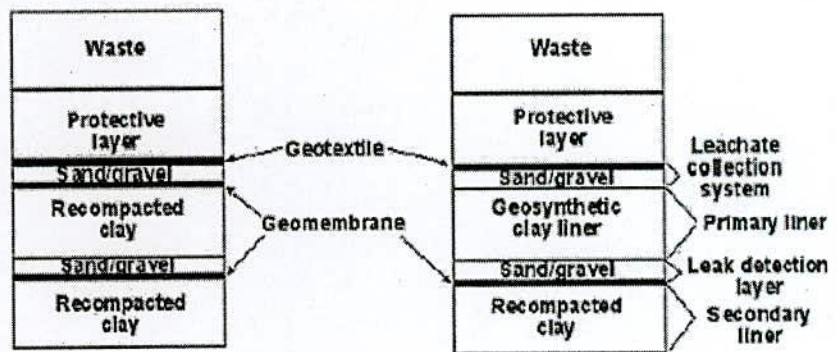 Waste
Protective
layer
Sand/gravel
Recompacted
clay
Sand/gravel
Recompacted
clay
Geotextile
Geomembrane
Waste
Protective
layer
Sand/gravel
Geosynthetic
clay liner
Sand/gravel
Recompacted
clay
Leachate
collection
system
Primary liner
Leak detection
layer
Secondary
liner